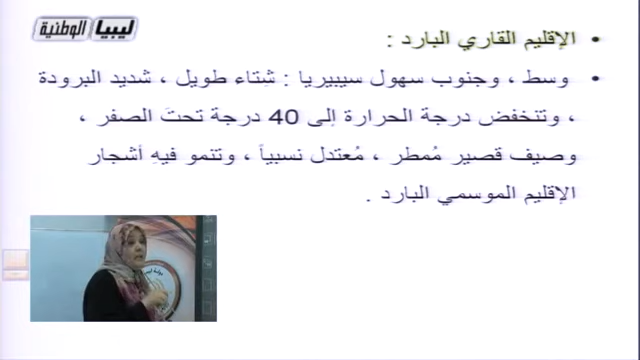 ليبيا الوطنية
• الإقليم القاري البارد :
• وسط ، وجنوب سهول سيبيريا : شِتاء طويل ، شديد البرودة
، وتنخفض درجة الحرارة إلى 40 درجة تحتَ الصفر ،
وصيف قصير مُمطر ، مُعتدل نسبياً ، وتنمو فيهِ أشجار
الإقليم الموسمي البارد .